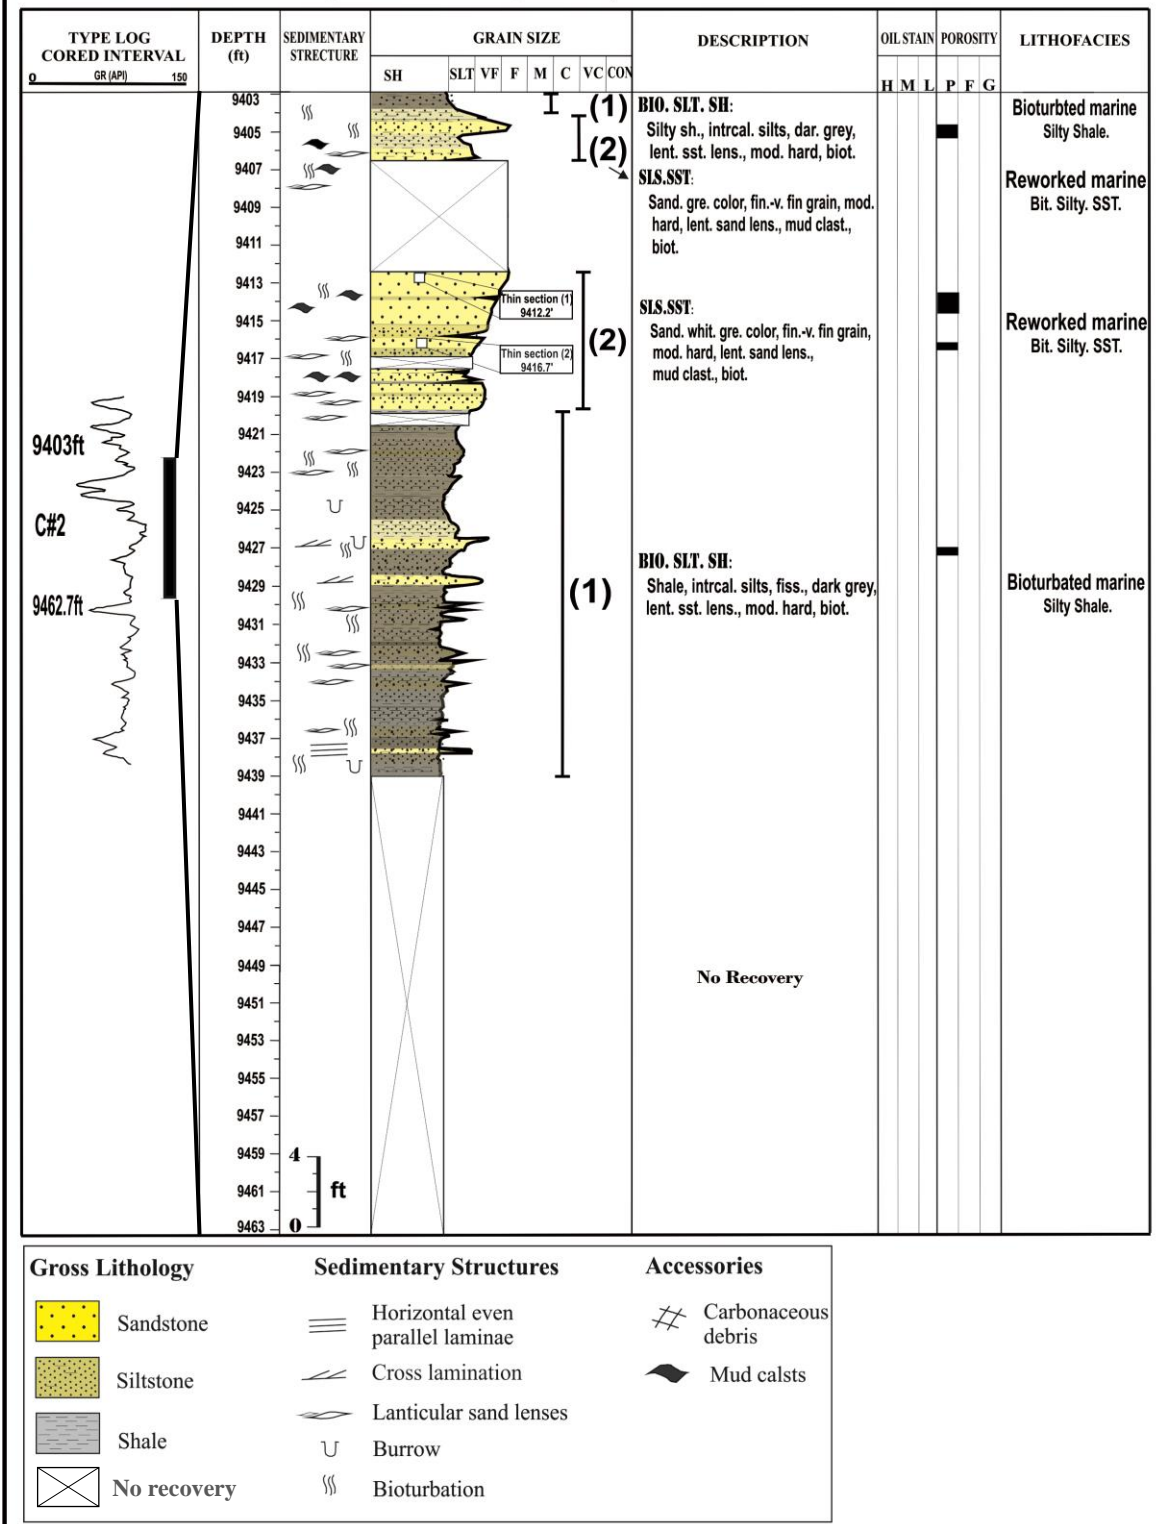 TYPE LOG
CORED INTERVAL
0 GR (API) 150
DEPTH
(ft)
SEDIMENTARY
STRECTURE
GRAIN SIZE
SH SLT VF F M C VC CON
DESCRIPTION
OIL STAIN
H M L
POROSITY
P F G
LITHOFACIES
9403
9405
9407
9409
9411
9413
9415
9417
9419
9421
9423
9425
9427
9429
9431
9433
9435
9437
9439
9441
9443
9445
9447
9449
9451
9453
9455
9457
9459
9461
9463
9403ft
C#2
9462.7ft
4
ft
0
(1)
(2)
Thin section (1)
9412.2'
Thin section (2)
9416.7'
(2)
(1)
BIO. SLT. SH:
Silty sh., intrcal. silts, dar. grey,
lent. sst. lens., mod. hard, biot.
SLS.SST:
Sand. gre. color, fin.-v. fin grain, mod.
hard, lent. sand lens., mud clast.,
biot.
SLS.SST:
Sand. whit. gre. color, fin.-v. fin grain,
mod. hard, lent. sand lens.,
mud clast., biot.
BIO. SLT. SH:
Shale, intrcal. silts, fiss., dark grey,
lent. sst. lens., mod. hard, biot.
No Recovery
Bioturbted marine
Silty Shale.
Reworked marine
Bit. Silty. SST.
Reworked marine
Bit. Silty. SST.
Bioturbated marine
Silty Shale.
Gross Lithology
Sandstone
Siltstone
Shale
No recovery
Sedimentary Structures
Horizontal even
parallel laminae
Cross lamination
Lanticular sand lenses
Burrow
Bioturbation
Accessories
Carbonaceous
debris
Mud calsts